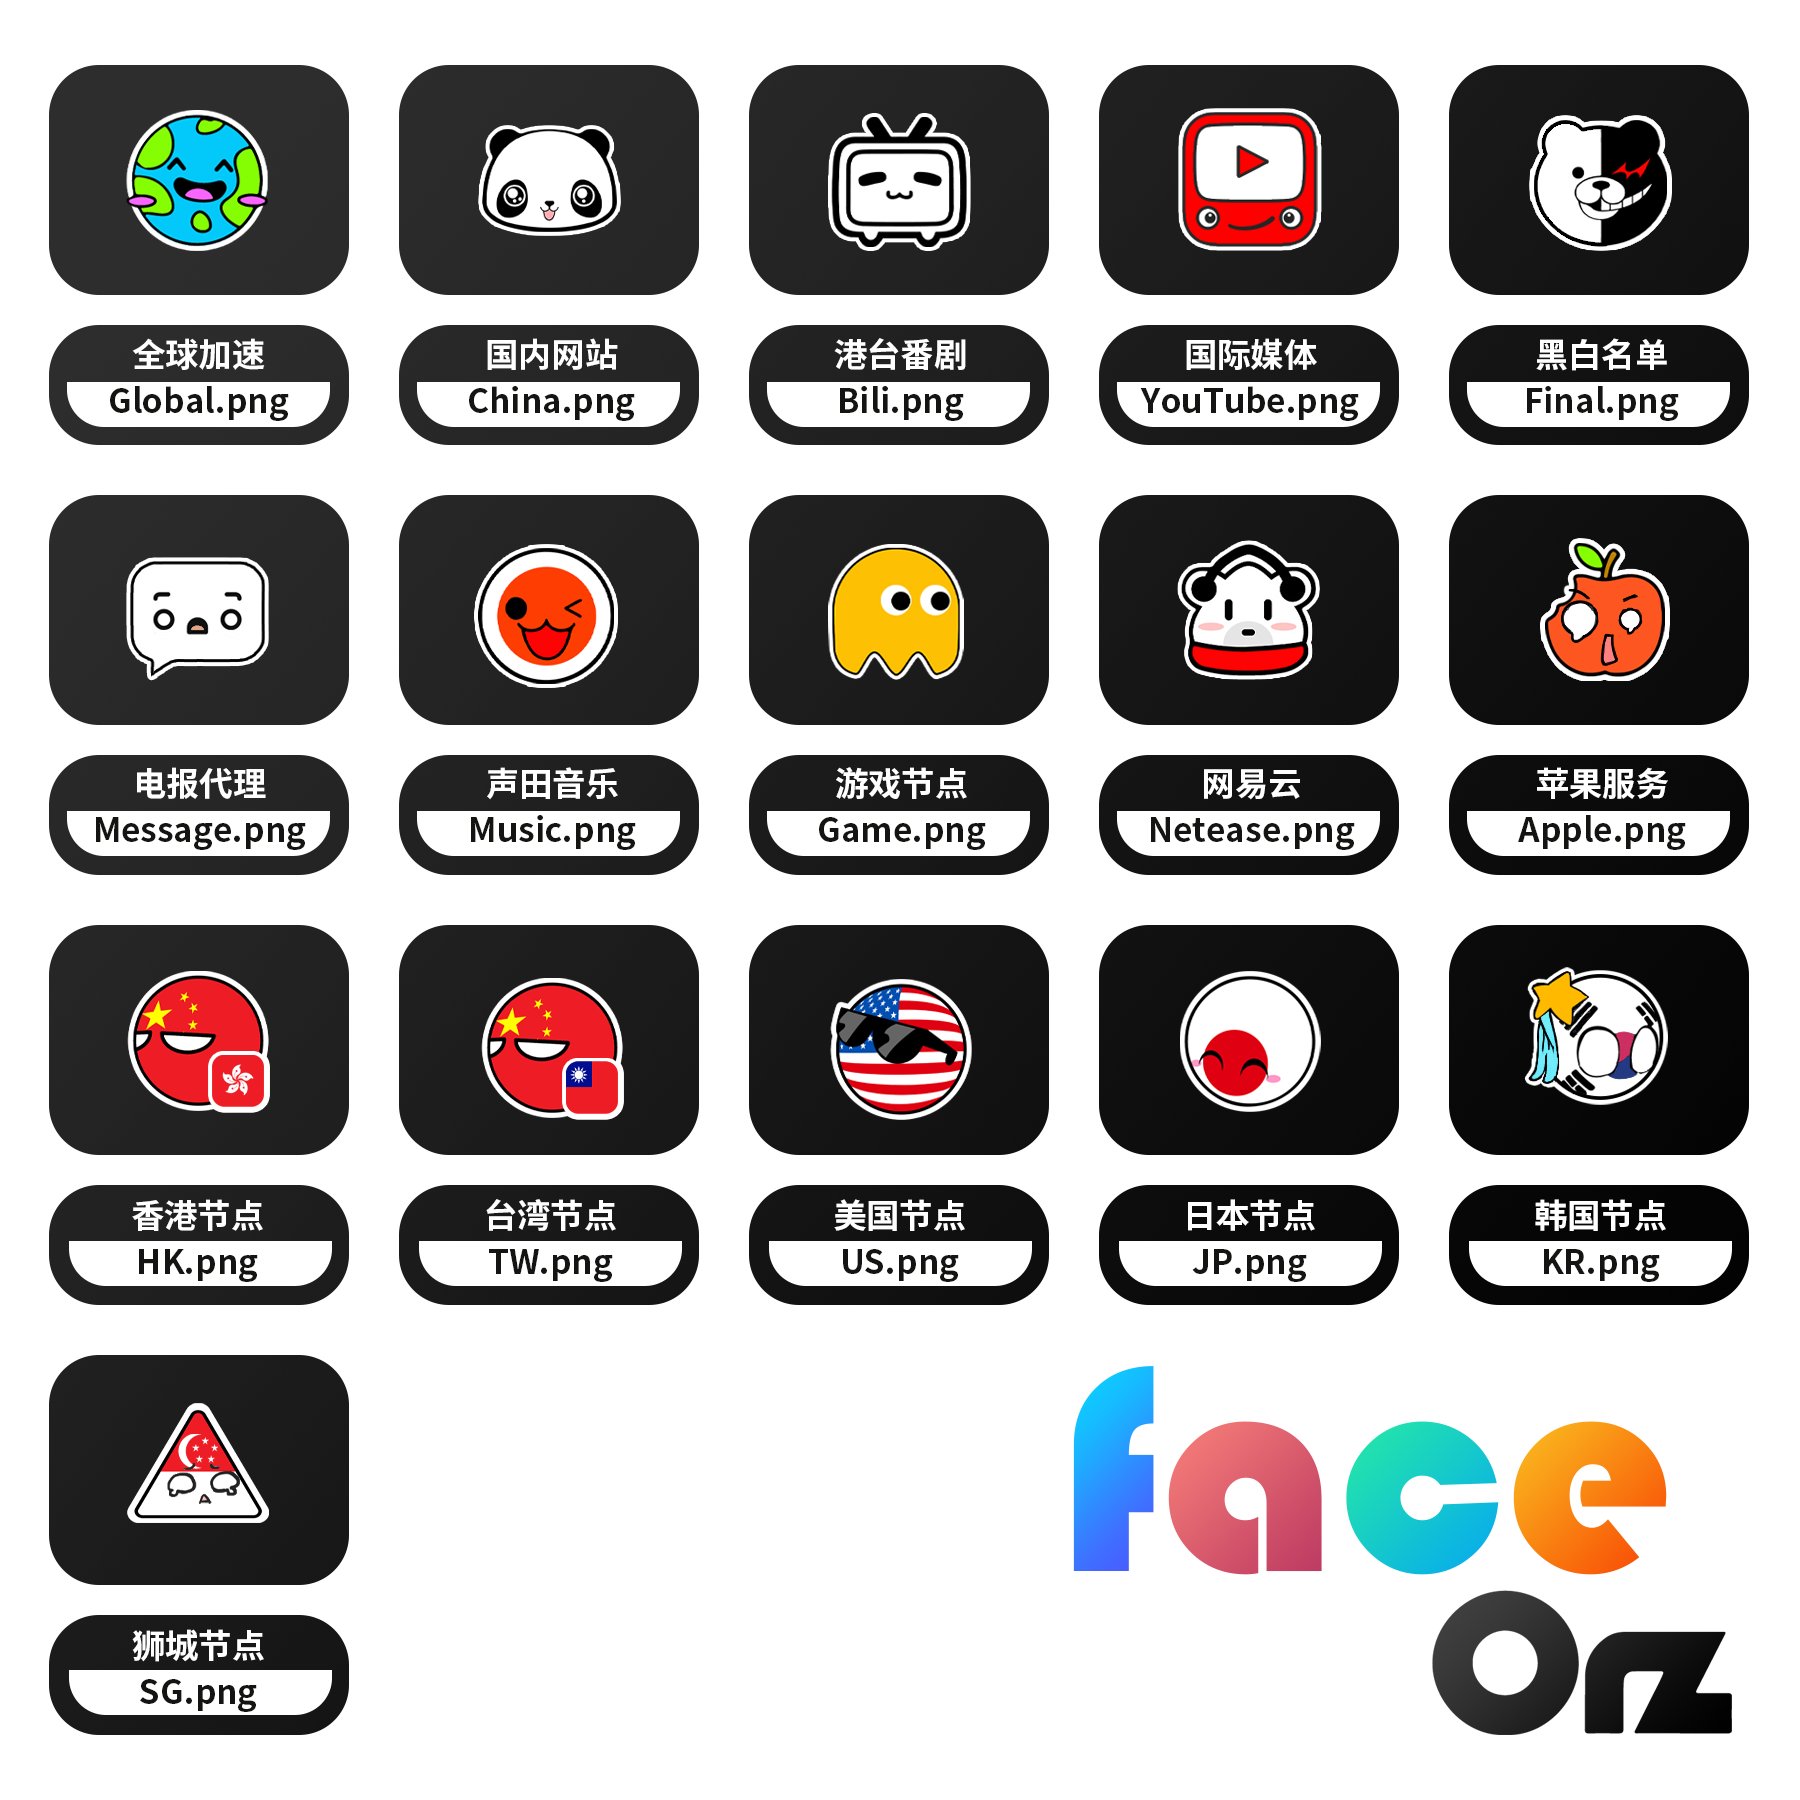 全球加速
Global.png
国内网站
China.png
港台番剧
Bili.png
国际媒体
YouTube.png
黑白名单
Final.png
电报代理
Message.png
声田音乐
Music.png
游戏节点
Game.png
网易云
Netease.png
苹果服务
Apple.png
香港节点
HK.png
台湾节点
TW.png
美国节点
US.png
日本节点
JP.png
韩国节点
KR.png
狮城节点
SG.png
face
Orz